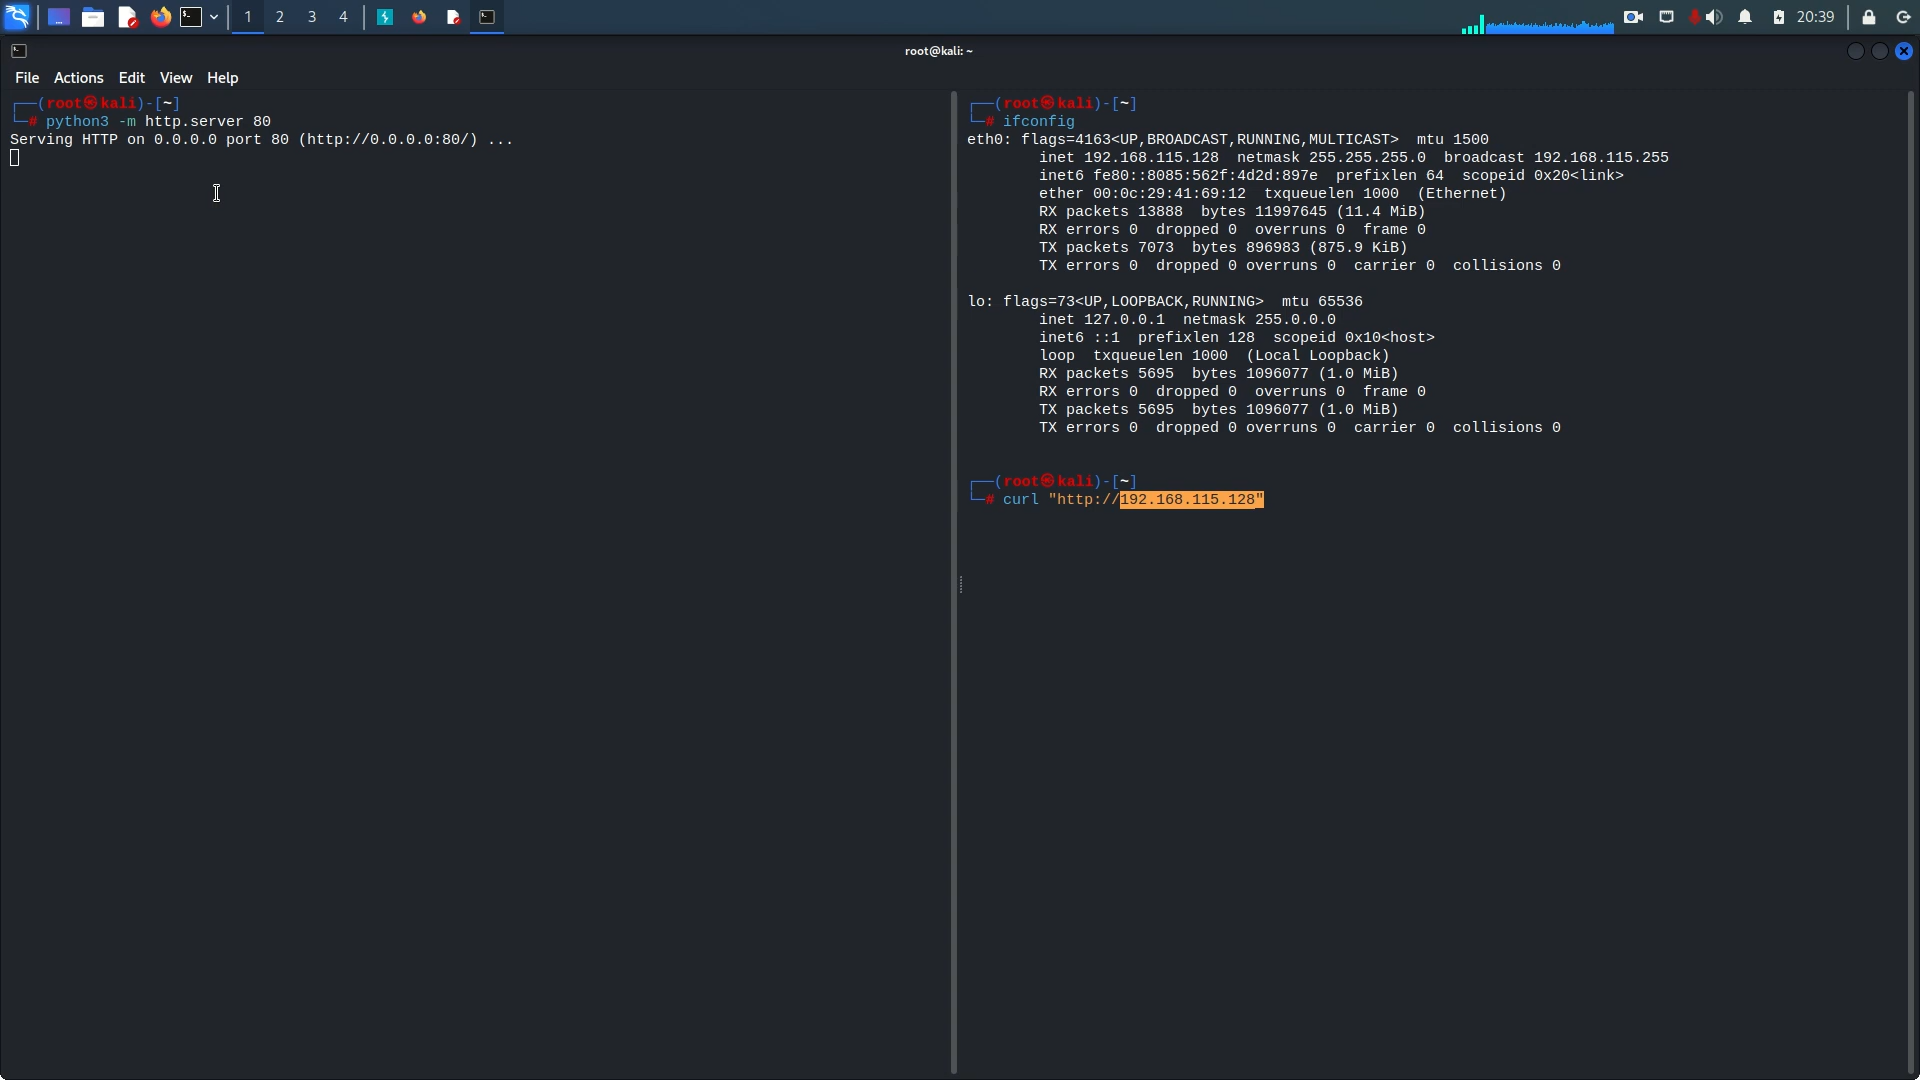 1 2 3 4 20:39
root@kali: ~
File Actions Edit View Help
┌──(root㉿kali)-[~]
└─# python3 -m http.server 80
Serving HTTP on 0.0.0.0 port 80 (http://0.0.0.0:80/) ...
┌──(root㉿kali)-[~]
└─# ifconfig
eth0: flags=4163<UP,BROADCAST,RUNNING,MULTICAST>  mtu 1500
inet 192.168.115.128  netmask 255.255.255.0  broadcast 192.168.115.255
inet6 fe80::8085:562f:4d2d:897e  prefixlen 64  scopeid 0x20<link>
ether 00:0c:29:41:69:12  txqueuelen 1000  (Ethernet)
RX packets 13888  bytes 11997645 (11.4 MiB)
RX errors 0  dropped 0  overruns 0  frame 0
TX packets 7073  bytes 896983 (875.9 KiB)
TX errors 0  dropped 0 overruns 0  carrier 0  collisions 0
lo: flags=73<UP,LOOPBACK,RUNNING>  mtu 65536
inet 127.0.0.1  netmask 255.0.0.0
inet6 ::1  prefixlen 128  scopeid 0x10<host>
loop  txqueuelen 1000  (Local Loopback)
RX packets 5695  bytes 1096077 (1.0 MiB)
RX errors 0  dropped 0  overruns 0  frame 0
TX packets 5695  bytes 1096077 (1.0 MiB)
TX errors 0  dropped 0 overruns 0  carrier 0  collisions 0
┌──(root㉿kali)-[~]
└─# curl "http://192.168.115.128"